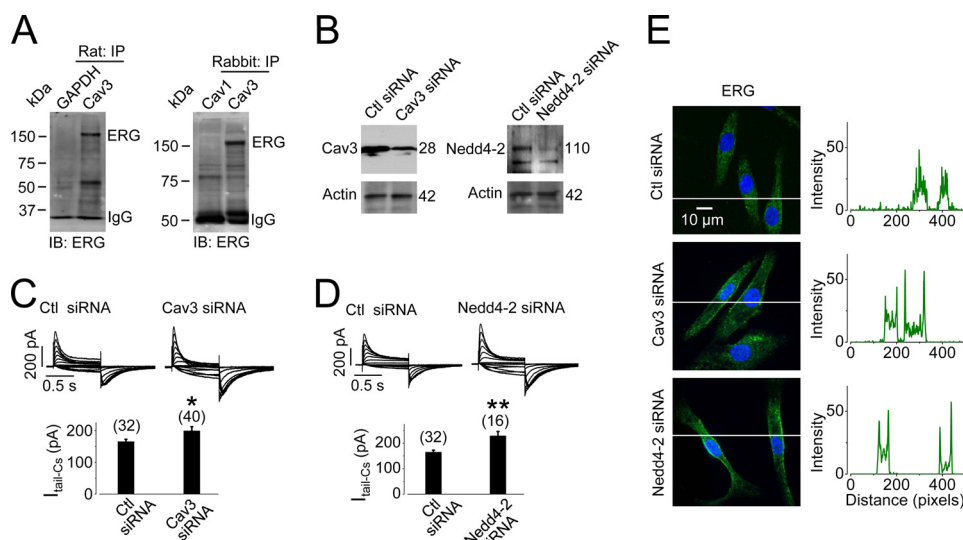 A
Rat: IP
kDa
GAPDH
Cav3
150
75
50
37
ERG
IgG
IB: ERG
Rabbit: IP
kDa
Cav1
Cav3
150
75
50
ERG
IgG
IB: ERG
B
Ctl siRNA
Cav3 siRNA
Cav3
28
Actin
42
Ctl siRNA
Nedd4-2 siRNA
Nedd4-2
110
Actin
42
C
Ctl siRNA
Cav3 siRNA
200 pA
0.5 s
*
(32)
(40)
200
100
0
Itail-Cs (pA)
Ctl
siRNA
Cav3
siRNA
D
Ctl siRNA
Nedd4-2 siRNA
200 pA
0.5 s
**
(32)
(16)
200
100
0
Itail-Cs (pA)
Ctl
siRNA
Nedd4-2
E
ERG
Ctl siRNA
10 µm
Intensity
50
0
0 200 400
Cav3 siRNA
Intensity
50
0
0 200 400
Nedd4-2 siRNA
Intensity
50
0
0 200 400
Distance (pixels)